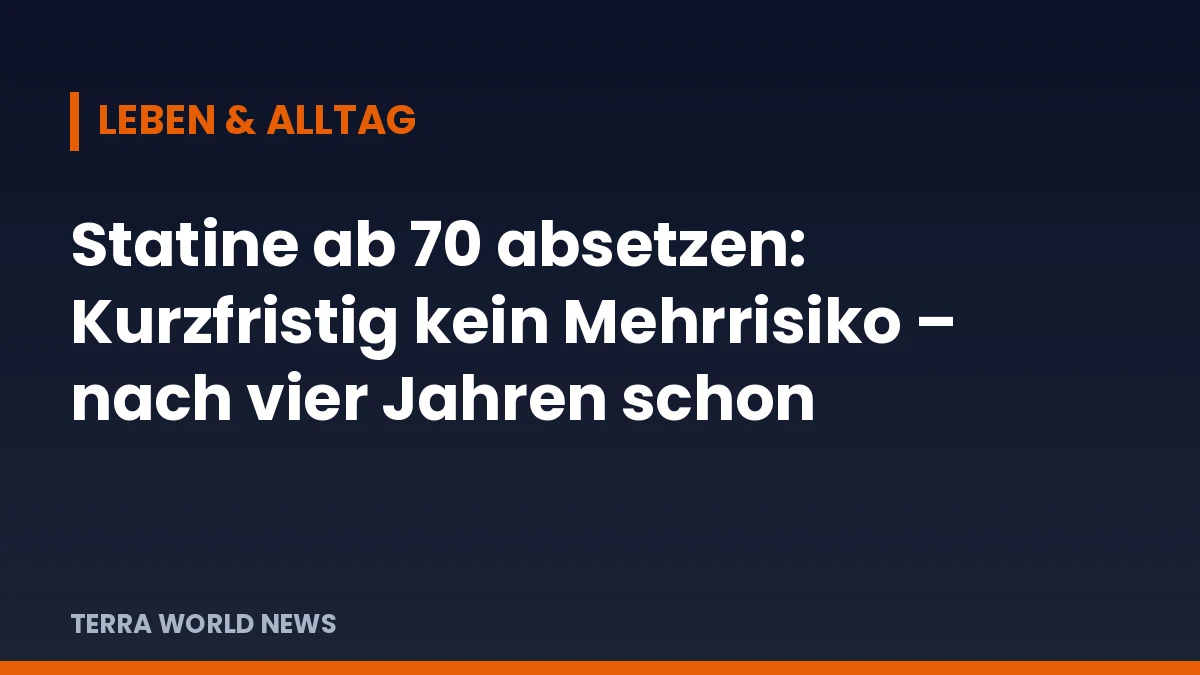 LEBEN & ALLTAG
Statine ab 70 absetzen:
Kurzfristig kein Mehrrisiko –
nach vier Jahren schon
TERRA WORLD NEWS